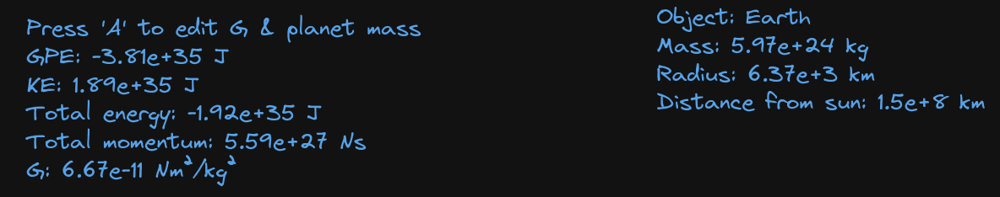 Press 'A' to edit G & planet mass
GPE: -3.81e+35 J
KE: 1.89e+35 J
Total energy: -1.92e+35 J
Total momentum: 5.59e+27 Ns
G: 6.67e-11 Nm²/kg²
Object: Earth
Mass: 5.97e+24 kg
Radius: 6.37e+3 km
Distance from sun: 1.5e+8 km